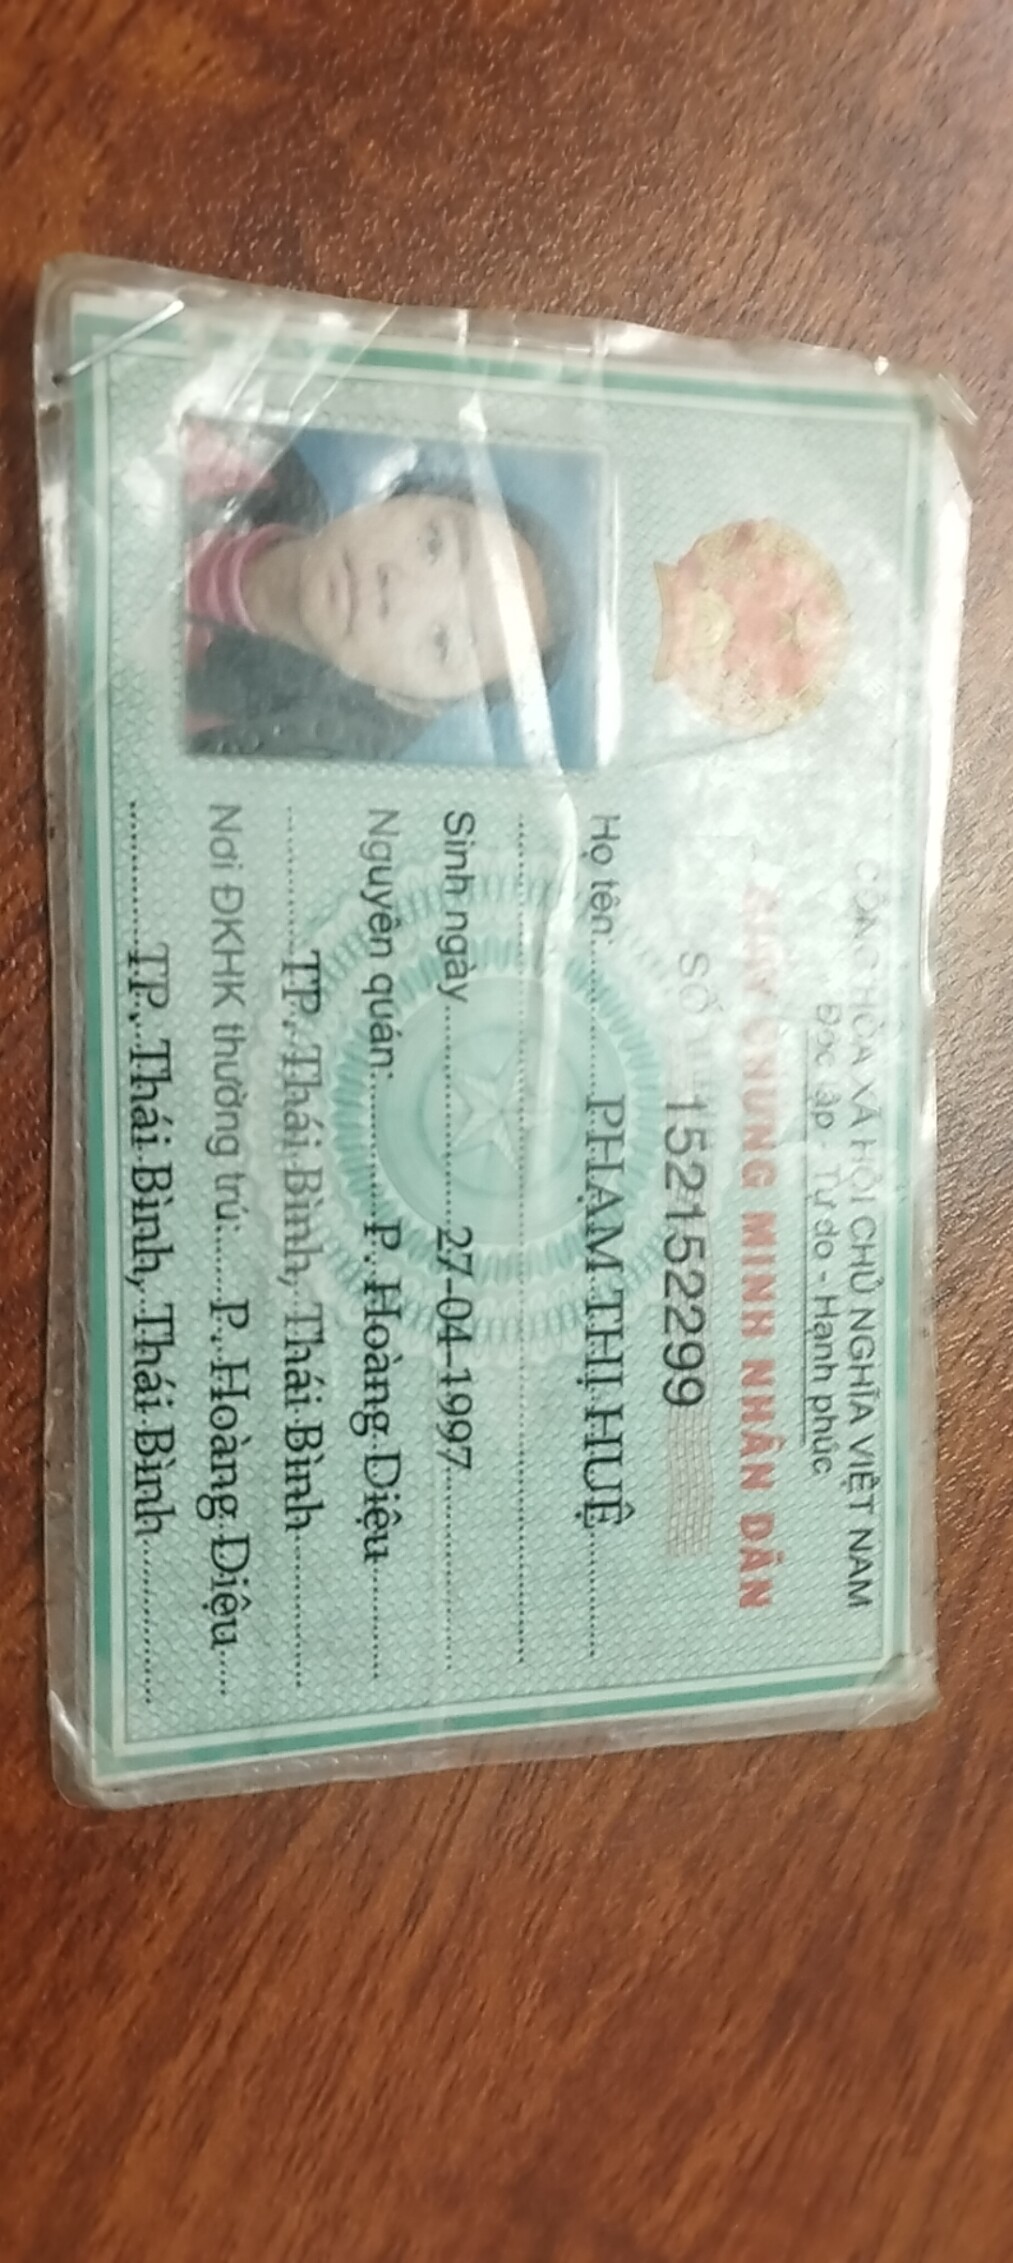 CỘNG HÒA XÃ HỘI CHỦ NGHĨA VIỆT NAM
Độc lập - Tự do - Hạnh phúc
GIẤY CHỨNG MINH NHÂN DÂN
SỐ 152152299
Họ tên: PHẠM THỊ HUỆ
Sinh ngày 27-04-1997
Nguyên quán: P. Hoàng Diệu
TP. Thái Bình, Thái Bình
Nơi ĐKHK thường trú: P. Hoàng Diệu
TP. Thái Bình, Thái Bình